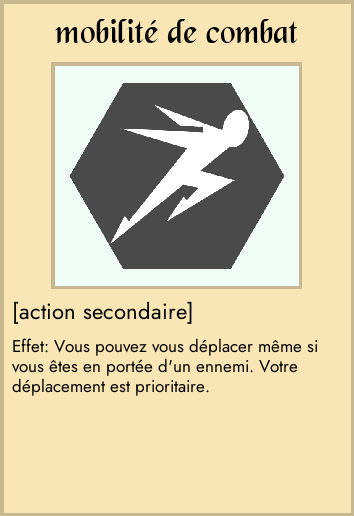 mobilité de combat
[action secondaire]
Effet: Vous pouvez vous déplacer même si
vous êtes en portée d'un ennemi. Votre
déplacement est prioritaire.